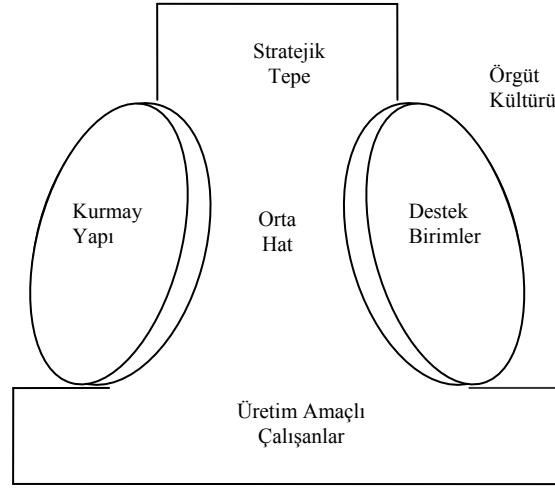 Stratejik
Tepe
Örgüt
Kültürü
Kurmay
Yapı
Orta
Hat
Destek
Birimler
Üretim Amaçlı
Çalışanlar